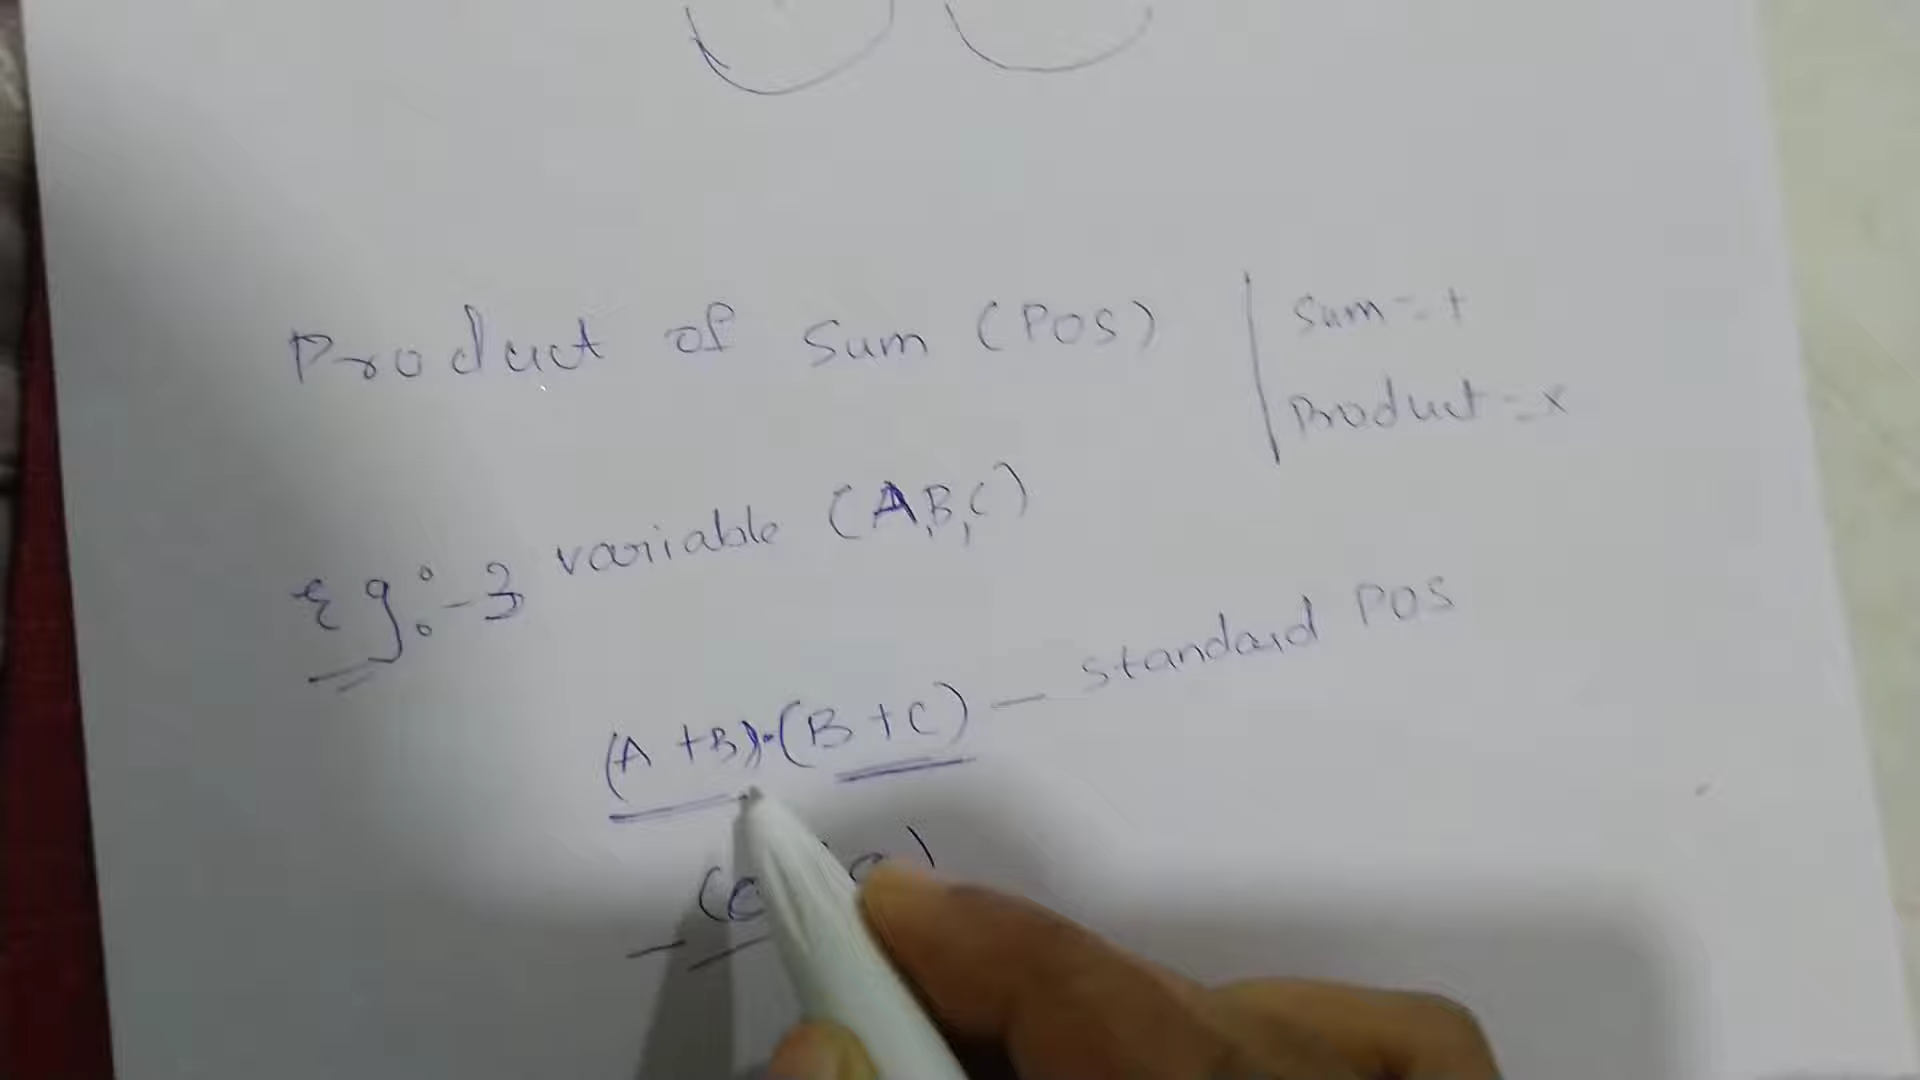 Product of Sum (POS)
Sum = +
Product = x
Eg:- 3 variable (A,B,C)
(A+B)·(B+C) — Standard POS